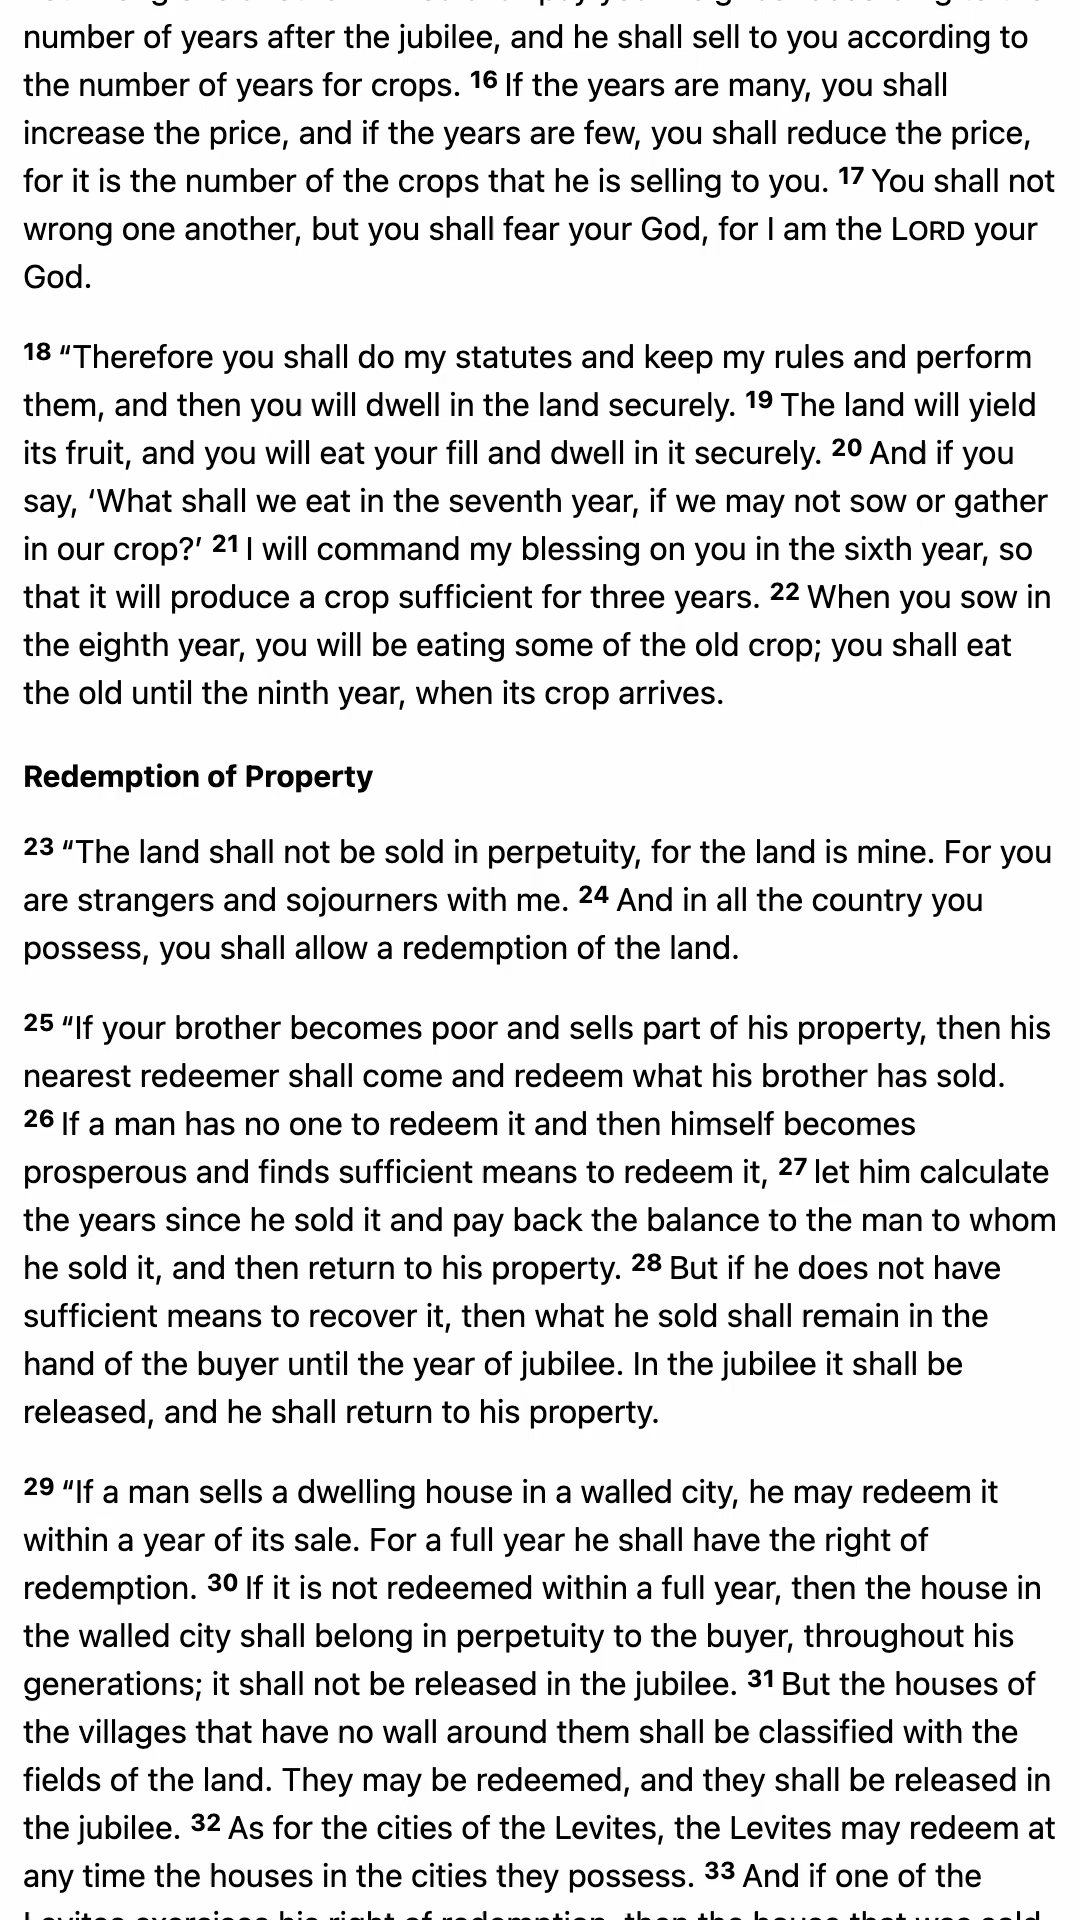 number of years after the jubilee, and he shall sell to you according to
the number of years for crops. 16 If the years are many, you shall
increase the price, and if the years are few, you shall reduce the price,
for it is the number of the crops that he is selling to you. 17 You shall not
wrong one another, but you shall fear your God, for I am the LORD your
God.
18 “Therefore you shall do my statutes and keep my rules and perform
them, and then you will dwell in the land securely. 19 The land will yield
its fruit, and you will eat your fill and dwell in it securely. 20 And if you
say, ‘What shall we eat in the seventh year, if we may not sow or gather
in our crop?’ 21 I will command my blessing on you in the sixth year, so
that it will produce a crop sufficient for three years. 22 When you sow in
the eighth year, you will be eating some of the old crop; you shall eat
the old until the ninth year, when its crop arrives.
Redemption of Property
23 “The land shall not be sold in perpetuity, for the land is mine. For you
are strangers and sojourners with me. 24 And in all the country you
possess, you shall allow a redemption of the land.
25 “If your brother becomes poor and sells part of his property, then his
nearest redeemer shall come and redeem what his brother has sold.
26 If a man has no one to redeem it and then himself becomes
prosperous and finds sufficient means to redeem it, 27 let him calculate
the years since he sold it and pay back the balance to the man to whom
he sold it, and then return to his property. 28 But if he does not have
sufficient means to recover it, then what he sold shall remain in the
hand of the buyer until the year of jubilee. In the jubilee it shall be
released, and he shall return to his property.
29 “If a man sells a dwelling house in a walled city, he may redeem it
within a year of its sale. For a full year he shall have the right of
redemption. 30 If it is not redeemed within a full year, then the house in
the walled city shall belong in perpetuity to the buyer, throughout his
generations; it shall not be released in the jubilee. 31 But the houses of
the villages that have no wall around them shall be classified with the
fields of the land. They may be redeemed, and they shall be released in
the jubilee. 32 As for the cities of the Levites, the Levites may redeem at
any time the houses in the cities they possess. 33 And if one of the
Levites exercises his right of redemption, then the house that was sold